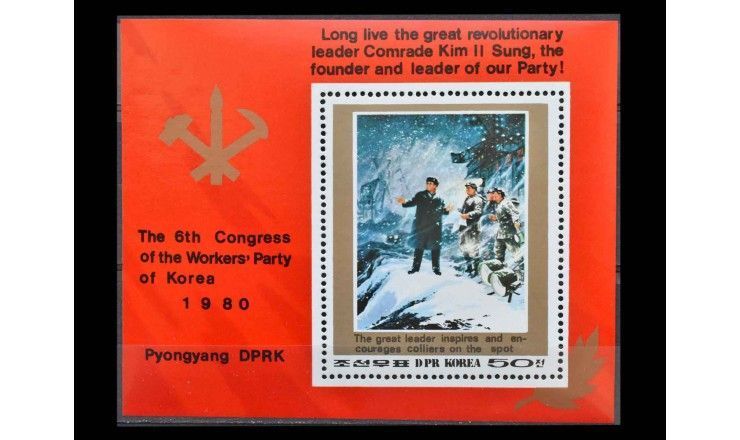 Long live the great revolutionary
leader Comrade Kim Il Sung, the
founder and leader of our Party!
The 6th Congress
of the Workers' Party
of Korea
1980
Pyongyang DPRK
The great leader inspires and en-
courages colliers on the spot
조선우표 DPR KOREA 50전